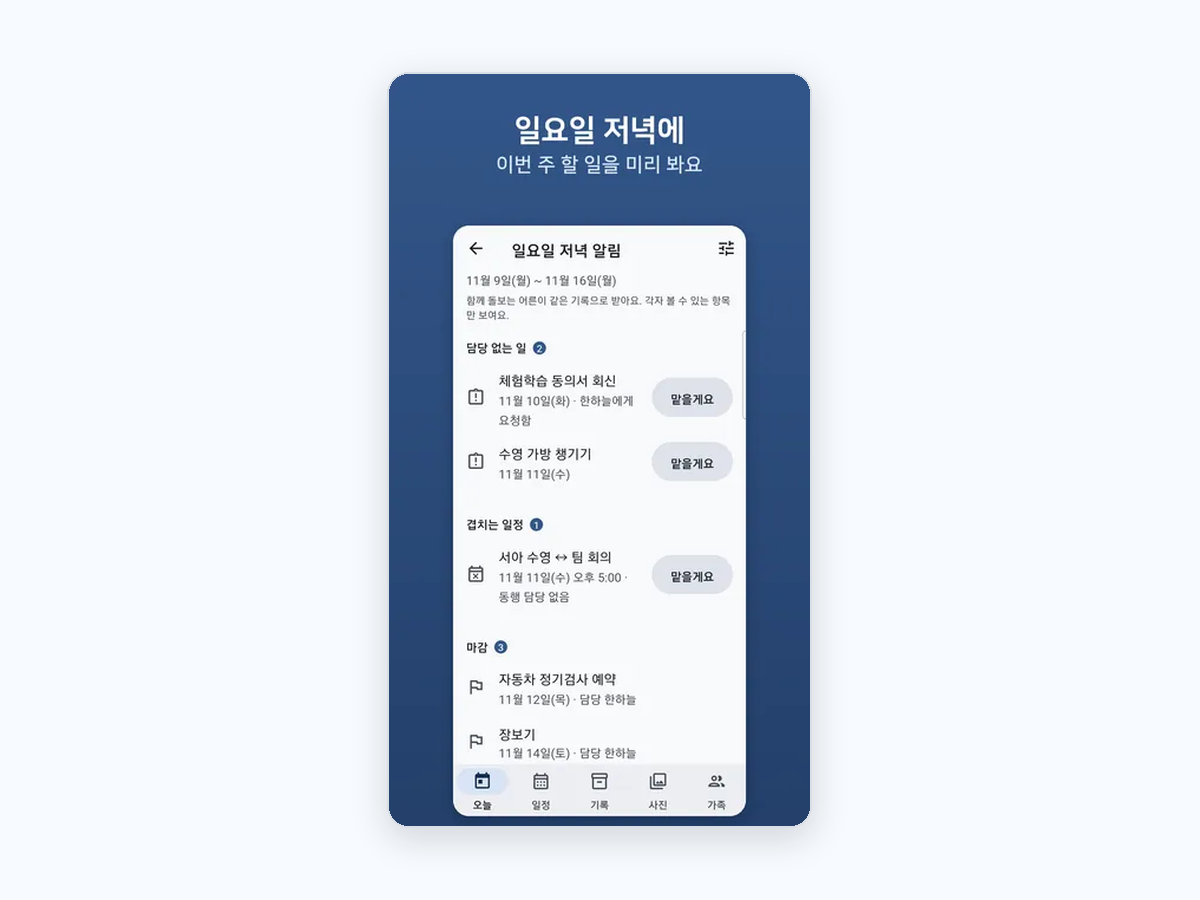 일요일 저녁에
이번 주 할 일을 미리 봐요
일요일 저녁 알림
11월 9일(월) ~ 11월 16일(월)
함께 돌보는 어른이 같은 기록으로 받아요. 각자 볼 수 있는 항목
만 보여요.
담당 없는 일 2
체험학습 동의서 회신
11월 10일(화) · 한하늘에게
요청함
맡을게요
수영 가방 챙기기
11월 11일(수)
맡을게요
겹치는 일정 1
서아 수영 ↔ 팀 회의
11월 11일(수) 오후 5:00 ·
동행 담당 없음
맡을게요
마감 3
자동차 정기검사 예약
11월 12일(목) · 담당 한하늘
장보기
11월 14일(토) · 담당 한하늘
오늘 일정 기록 사진 가족